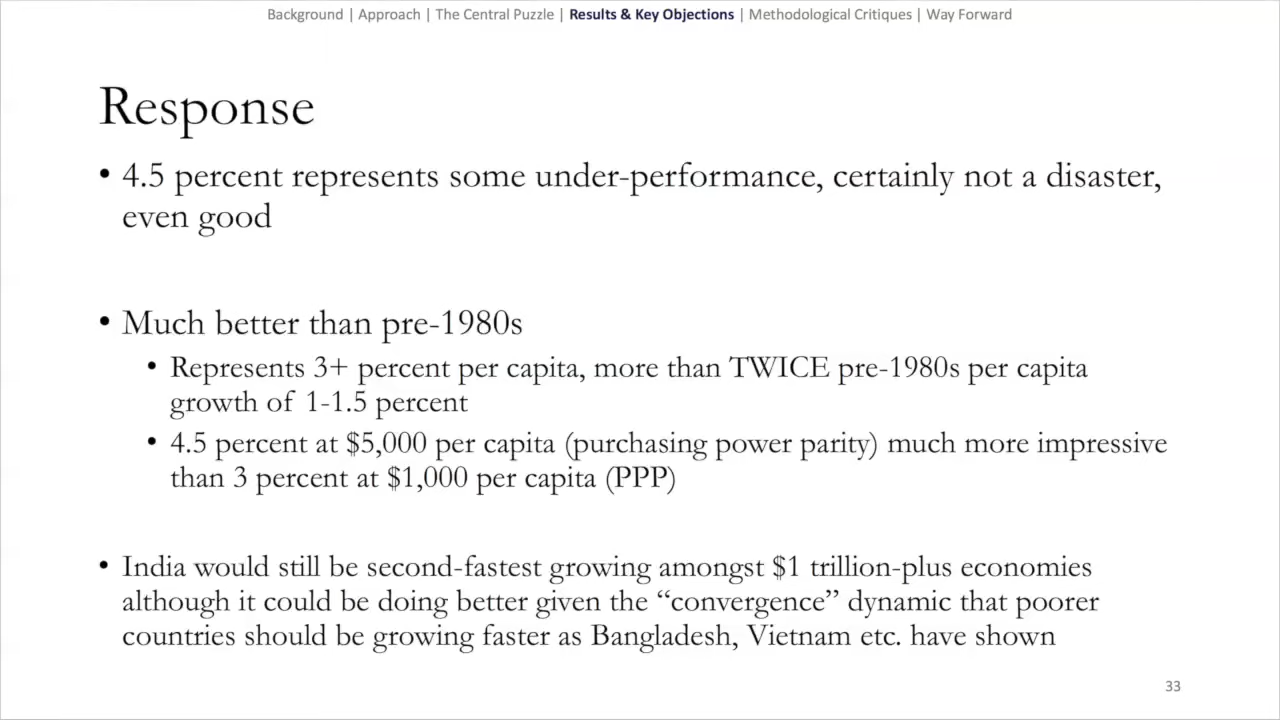 Background | Approach | The Central Puzzle | Results & Key Objections | Methodological Critiques | Way Forward
Response
• 4.5 percent represents some under-performance, certainly not a disaster,
even good
• Much better than pre-1980s
• Represents 3+ percent per capita, more than TWICE pre-1980s per capita
growth of 1-1.5 percent
• 4.5 percent at $5,000 per capita (purchasing power parity) much more impressive
than 3 percent at $1,000 per capita (PPP)
• India would still be second-fastest growing amongst $1 trillion-plus economies
although it could be doing better given the “convergence” dynamic that poorer
countries should be growing faster as Bangladesh, Vietnam etc. have shown
33